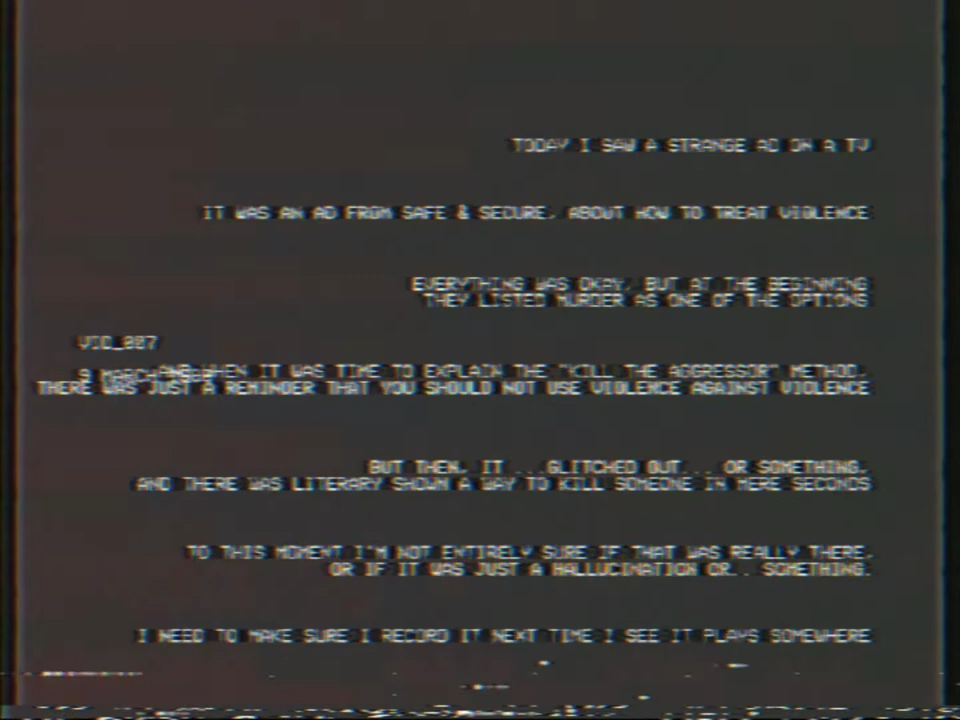 TODAY I SAW A STRANGE AD ON A TV
IT WAS AN AD FROM SAFE & SECURE, ABOUT HOW TO TREAT VIOLENCE
EVERYTHING WAS OKAY, BUT AT THE BEGINNING
THEY LISTED MURDER AS ONE OF THE OPTIONS
VID_007
9 MARCH
AND WHEN IT WAS TIME TO EXPLAIN THE "KILL THE AGGRESSOR" METHOD,
THERE WAS JUST A REMINDER THAT YOU SHOULD NOT USE VIOLENCE AGAINST VIOLENCE
BUT THEN, IT ...GLITCHED OUT... OR SOMETHING,
AND THERE WAS LITERARY SHOWN A WAY TO KILL SOMEONE IN MERE SECONDS
TO THIS MOMENT I'M NOT ENTIRELY SURE IF THAT WAS REALLY THERE,
OR IF IT WAS JUST A HALLUCINATION OR.. SOMETHING.
I NEED TO MAKE SURE I RECORD IT NEXT TIME I SEE IT PLAYS SOMEWHERE